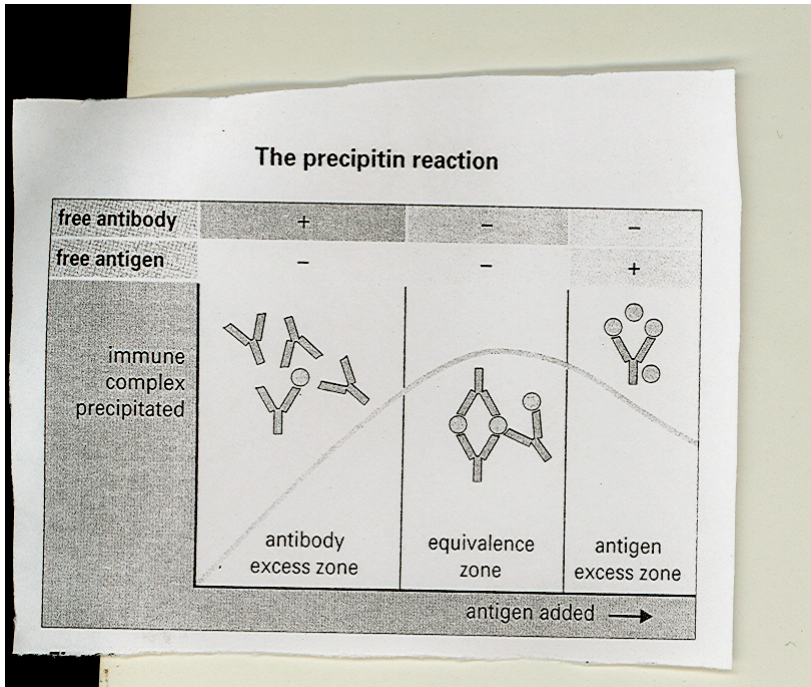 The precipitin reaction
free antibody + – –
free antigen – – +
immune
complex
precipitated
antibody
excess zone
equivalence
zone
antigen
excess zone
antigen added